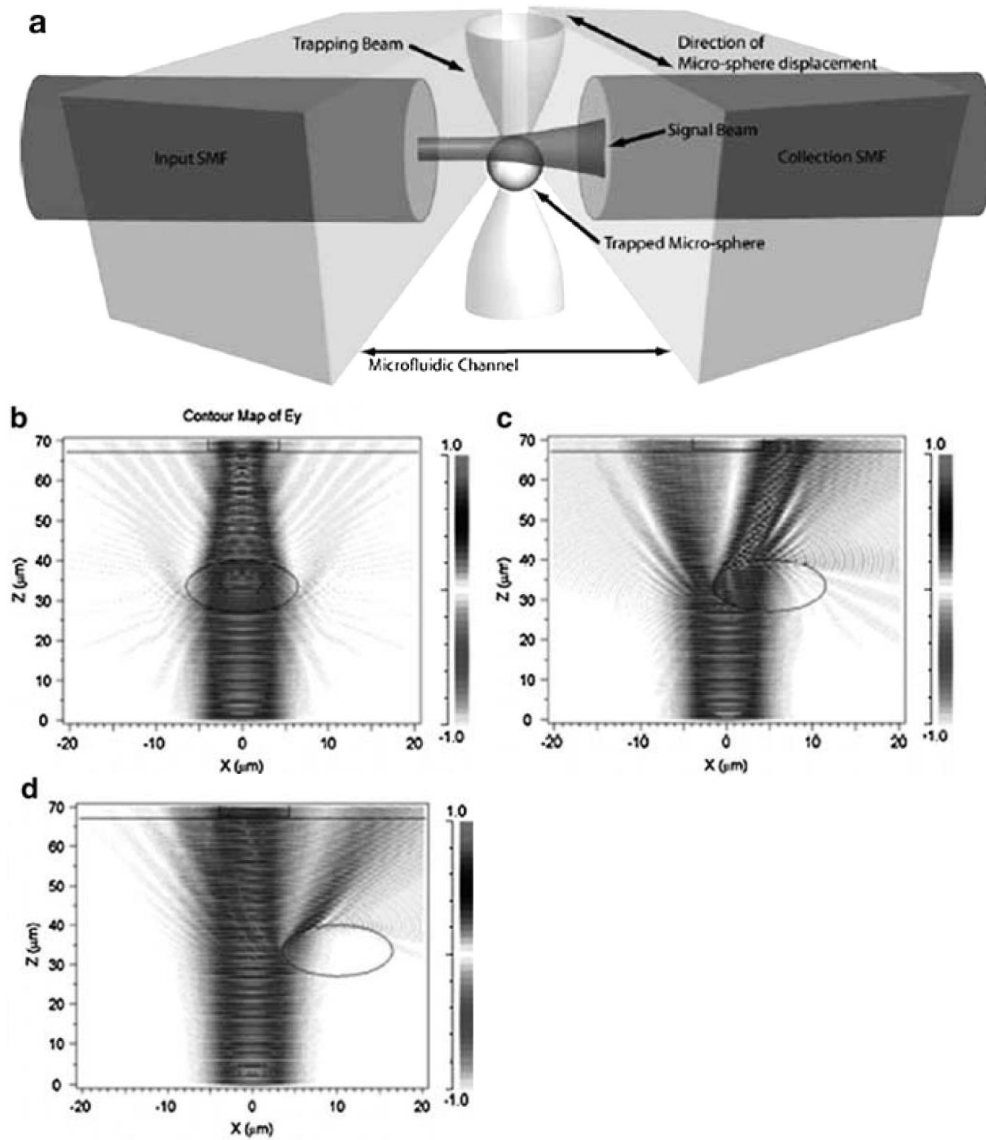 a
Trapping Beam
Direction of
Micro-sphere displacement
Signal Beam
Input SMF
Collection SMF
Trapped Micro-sphere
Microfluidic Channel
b
Contour Map of Ey
70
60
50
40
30
20
10
0
Z (μm)
-20
-10
0
10
20
X (μm)
1.0
-1.0
c
70
60
50
40
30
20
10
0
Z (μm)
-20
-10
0
10
20
X (μm)
1.0
-1.0
d
70
60
50
40
30
20
10
0
Z (μm)
-20
-10
0
10
20
X (μm)
1.0
-1.0